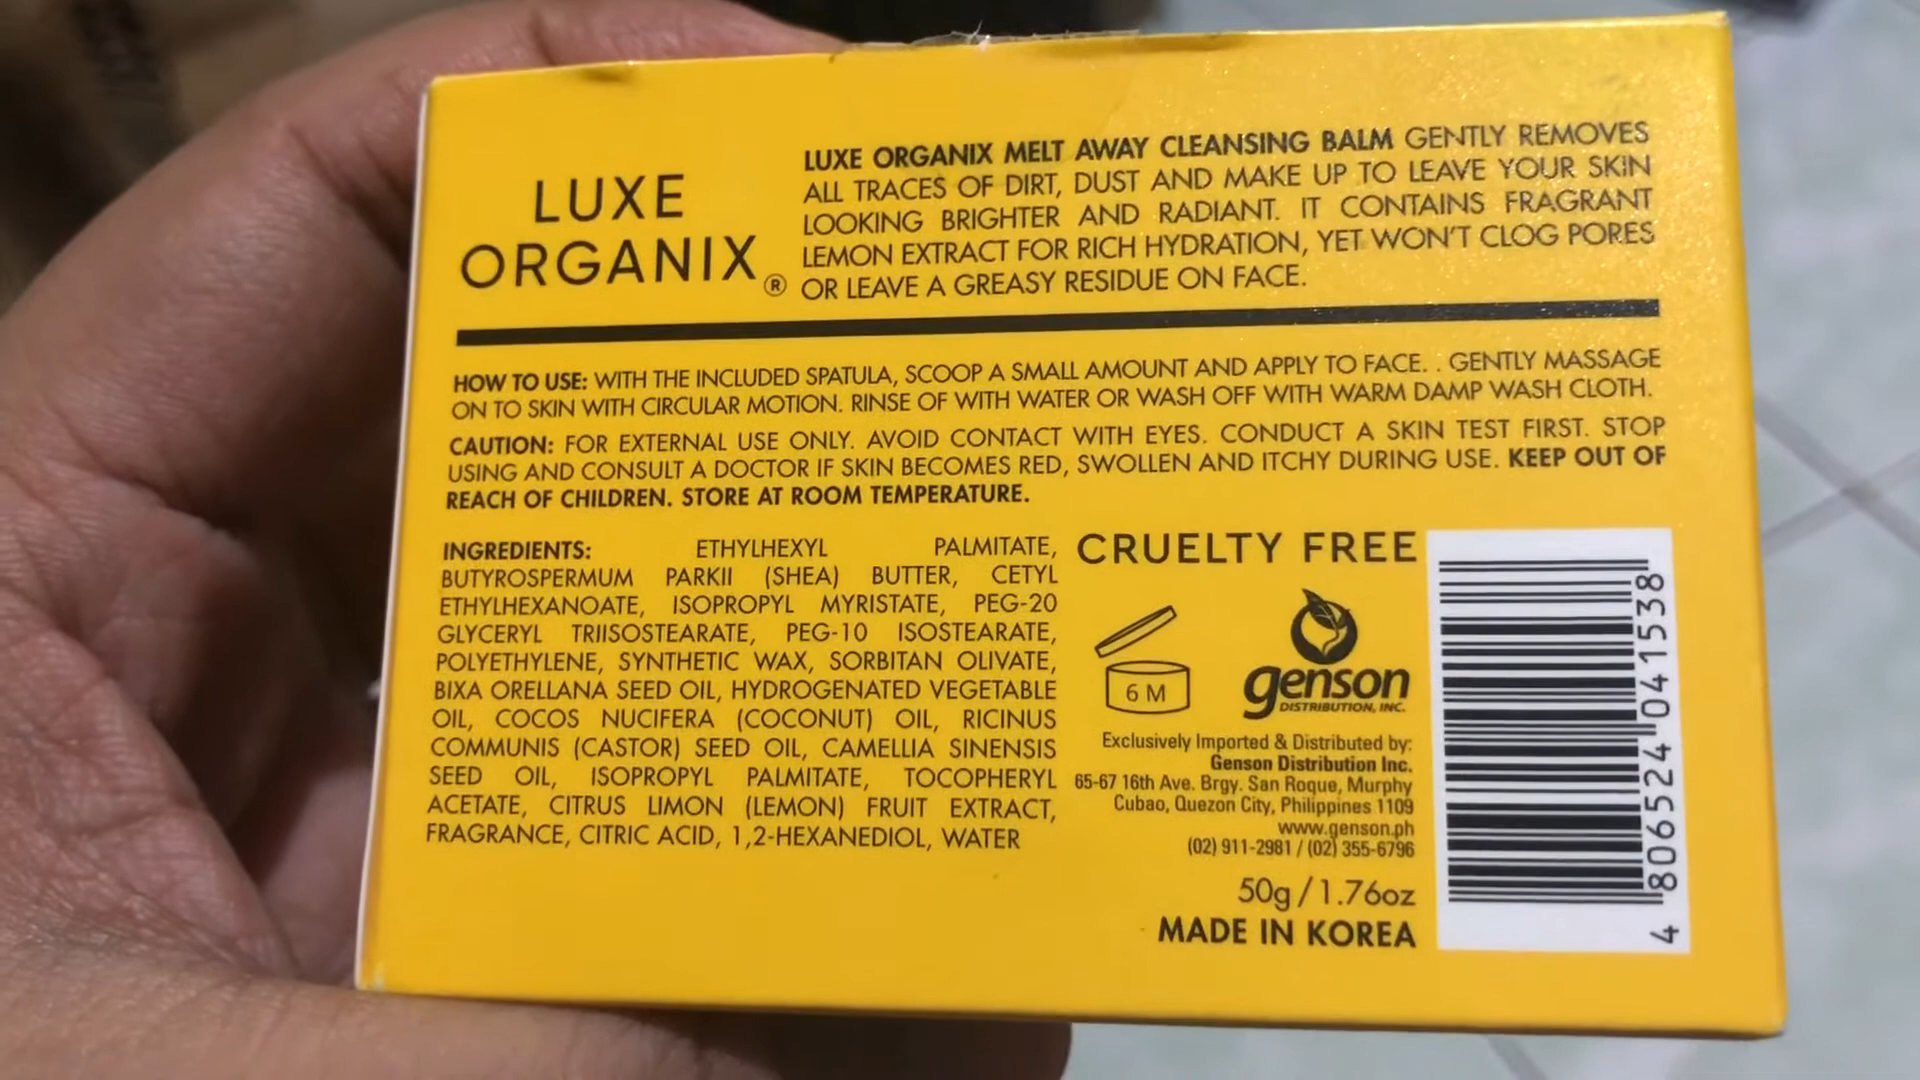 LUXE
ORGANIX®
LUXE ORGANIX MELT AWAY CLEANSING BALM GENTLY REMOVES
ALL TRACES OF DIRT, DUST AND MAKE UP TO LEAVE YOUR SKIN
LOOKING BRIGHTER AND RADIANT. IT CONTAINS FRAGRANT
LEMON EXTRACT FOR RICH HYDRATION, YET WON'T CLOG PORES
OR LEAVE A GREASY RESIDUE ON FACE.
HOW TO USE: WITH THE INCLUDED SPATULA, SCOOP A SMALL AMOUNT AND APPLY TO FACE. . GENTLY MASSAGE
ON TO SKIN WITH CIRCULAR MOTION. RINSE OF WITH WATER OR WASH OFF WITH WARM DAMP WASH CLOTH.
CAUTION: FOR EXTERNAL USE ONLY. AVOID CONTACT WITH EYES. CONDUCT A SKIN TEST FIRST. STOP
USING AND CONSULT A DOCTOR IF SKIN BECOMES RED, SWOLLEN AND ITCHY DURING USE. KEEP OUT OF
REACH OF CHILDREN. STORE AT ROOM TEMPERATURE.
INGREDIENTS: ETHYLHEXYL PALMITATE,
BUTYROSPERMUM PARKII (SHEA) BUTTER, CETYL
ETHYLHEXANOATE, ISOPROPYL MYRISTATE, PEG-20
GLYCERYL TRIISOSTEARATE, PEG-10 ISOSTEARATE,
POLYETHYLENE, SYNTHETIC WAX, SORBITAN OLIVATE,
BIXA ORELLANA SEED OIL, HYDROGENATED VEGETABLE
OIL, COCOS NUCIFERA (COCONUT) OIL, RICINUS
COMMUNIS (CASTOR) SEED OIL, CAMELLIA SINENSIS
SEED OIL, ISOPROPYL PALMITATE, TOCOPHERYL
ACETATE, CITRUS LIMON (LEMON) FRUIT EXTRACT,
FRAGRANCE, CITRIC ACID, 1,2-HEXANEDIOL, WATER
CRUELTY FREE
6 M
genson
DISTRIBUTION, INC.
Exclusively Imported & Distributed by:
Genson Distribution Inc.
65-67 16th Ave. Brgy. San Roque, Murphy
Cubao, Quezon City, Philippines 1109
www.genson.ph
(02) 911-2981 / (02) 355-6796
50g / 1.76oz
MADE IN KOREA
4 806524 041538